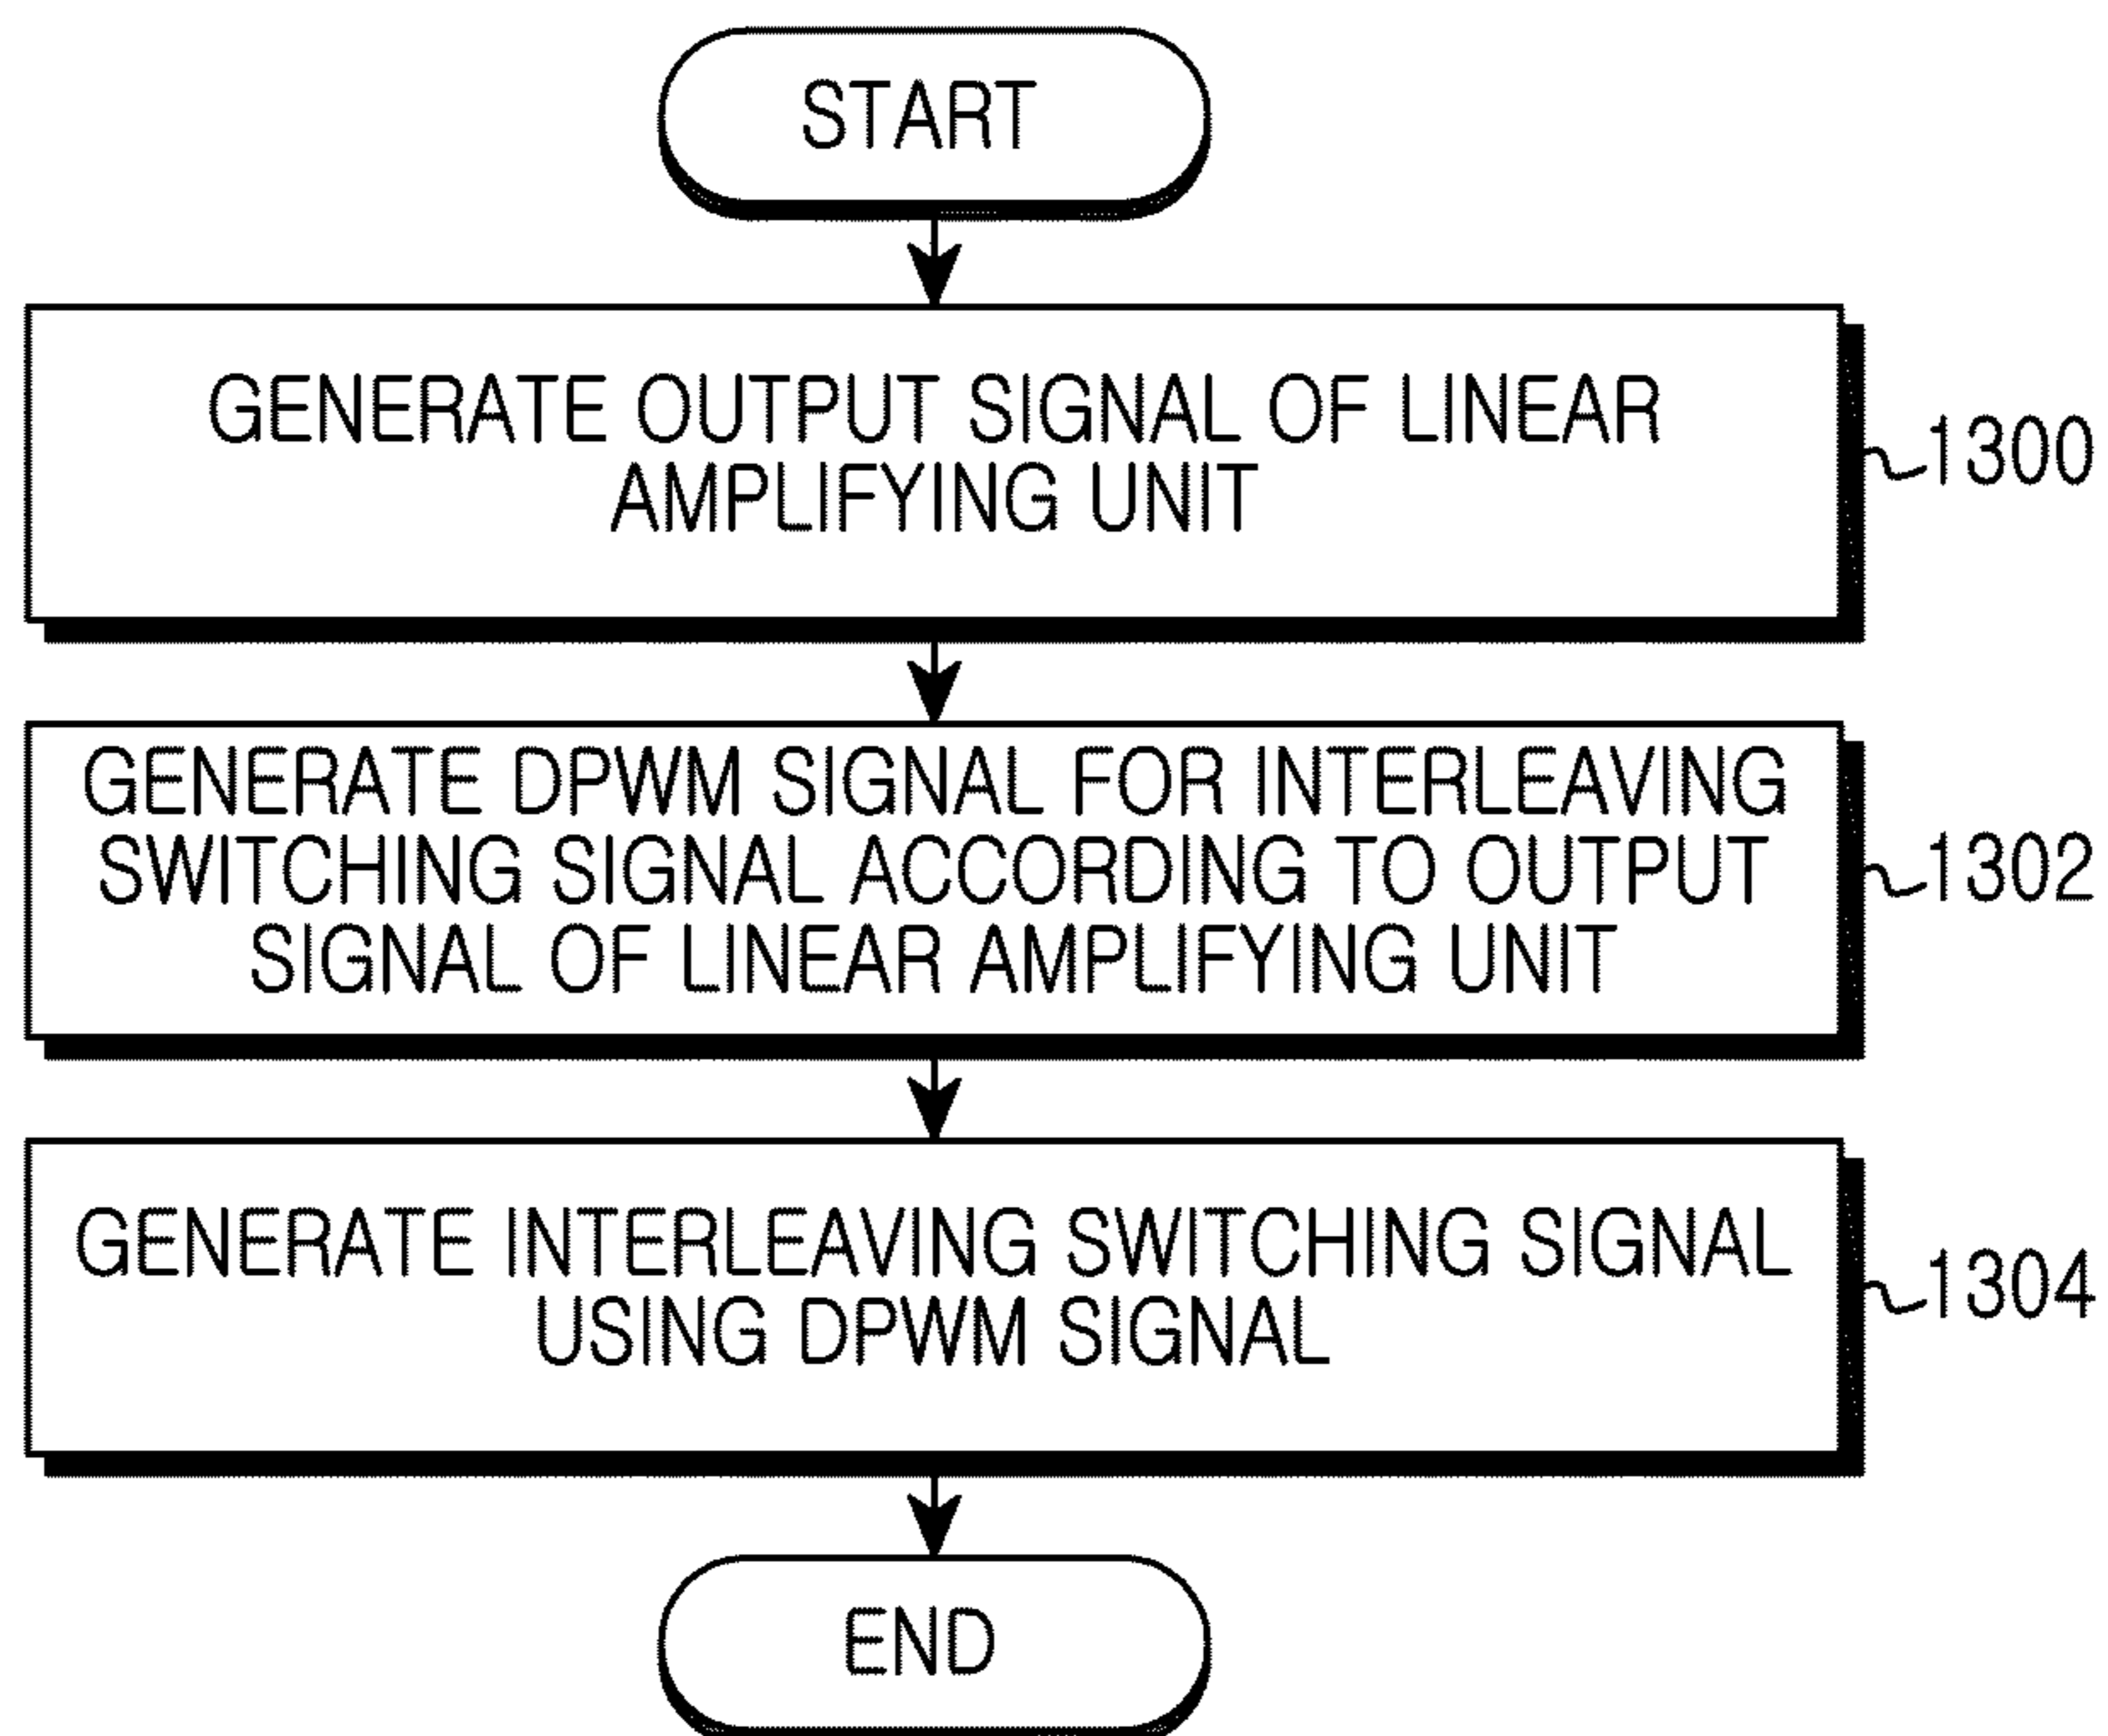 START
GENERATE OUTPUT SIGNAL OF LINEAR
AMPLIFYING UNIT
1300
GENERATE DPWM SIGNAL FOR INTERLEAVING
SWITCHING SIGNAL ACCORDING TO OUTPUT
SIGNAL OF LINEAR AMPLIFYING UNIT
1302
GENERATE INTERLEAVING SWITCHING SIGNAL
USING DPWM SIGNAL
1304
END